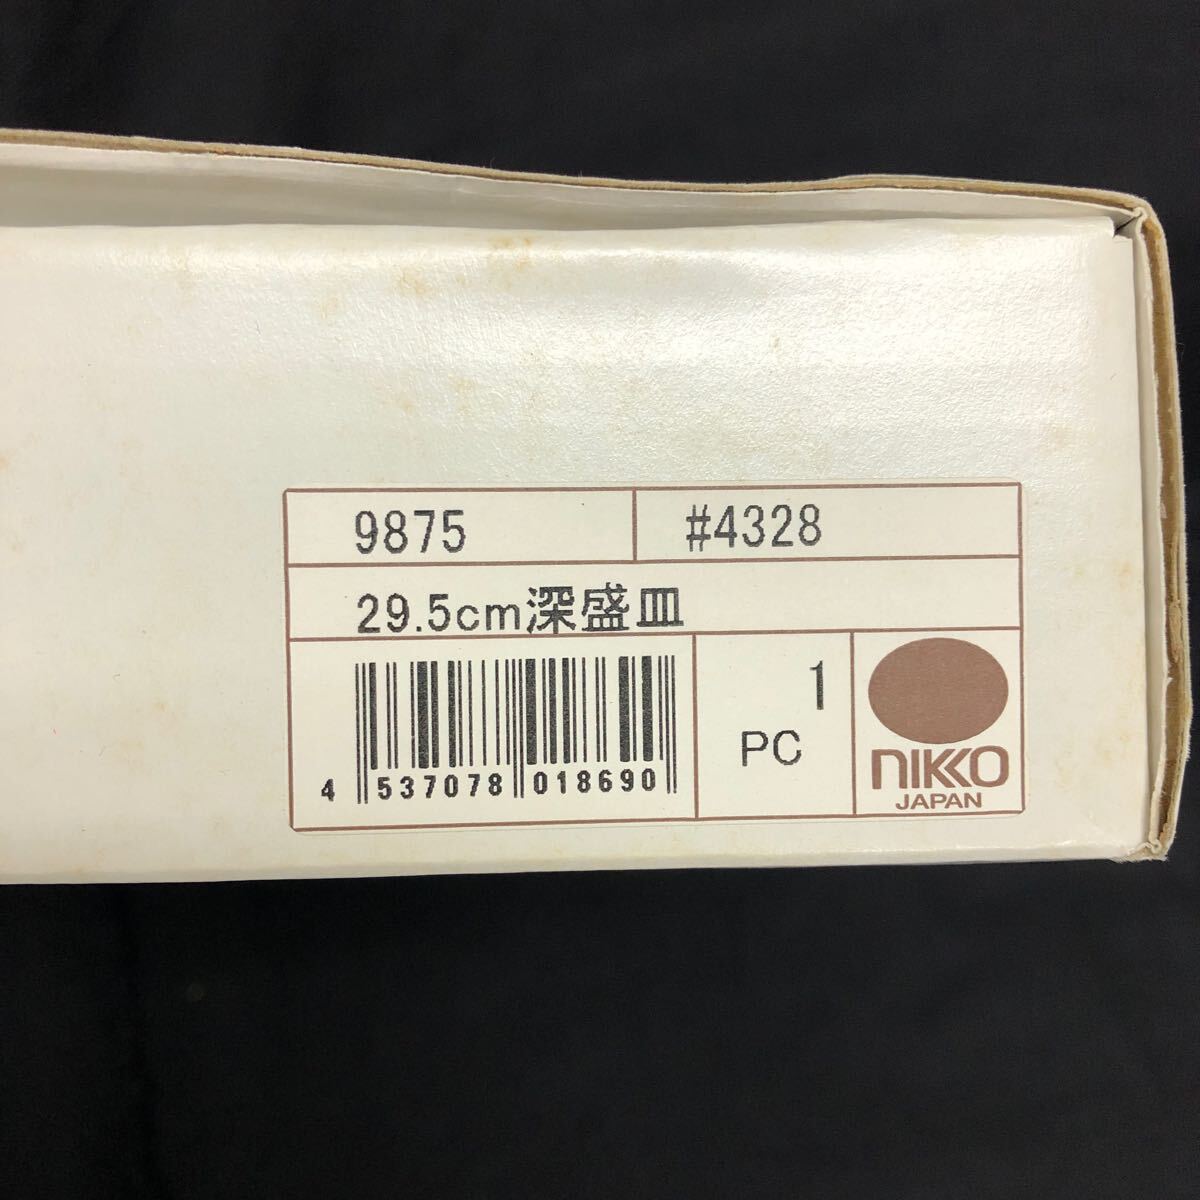 9875 #4328
29.5cm深盛皿
1
PC
4 537078 018690
NIKKO
JAPAN